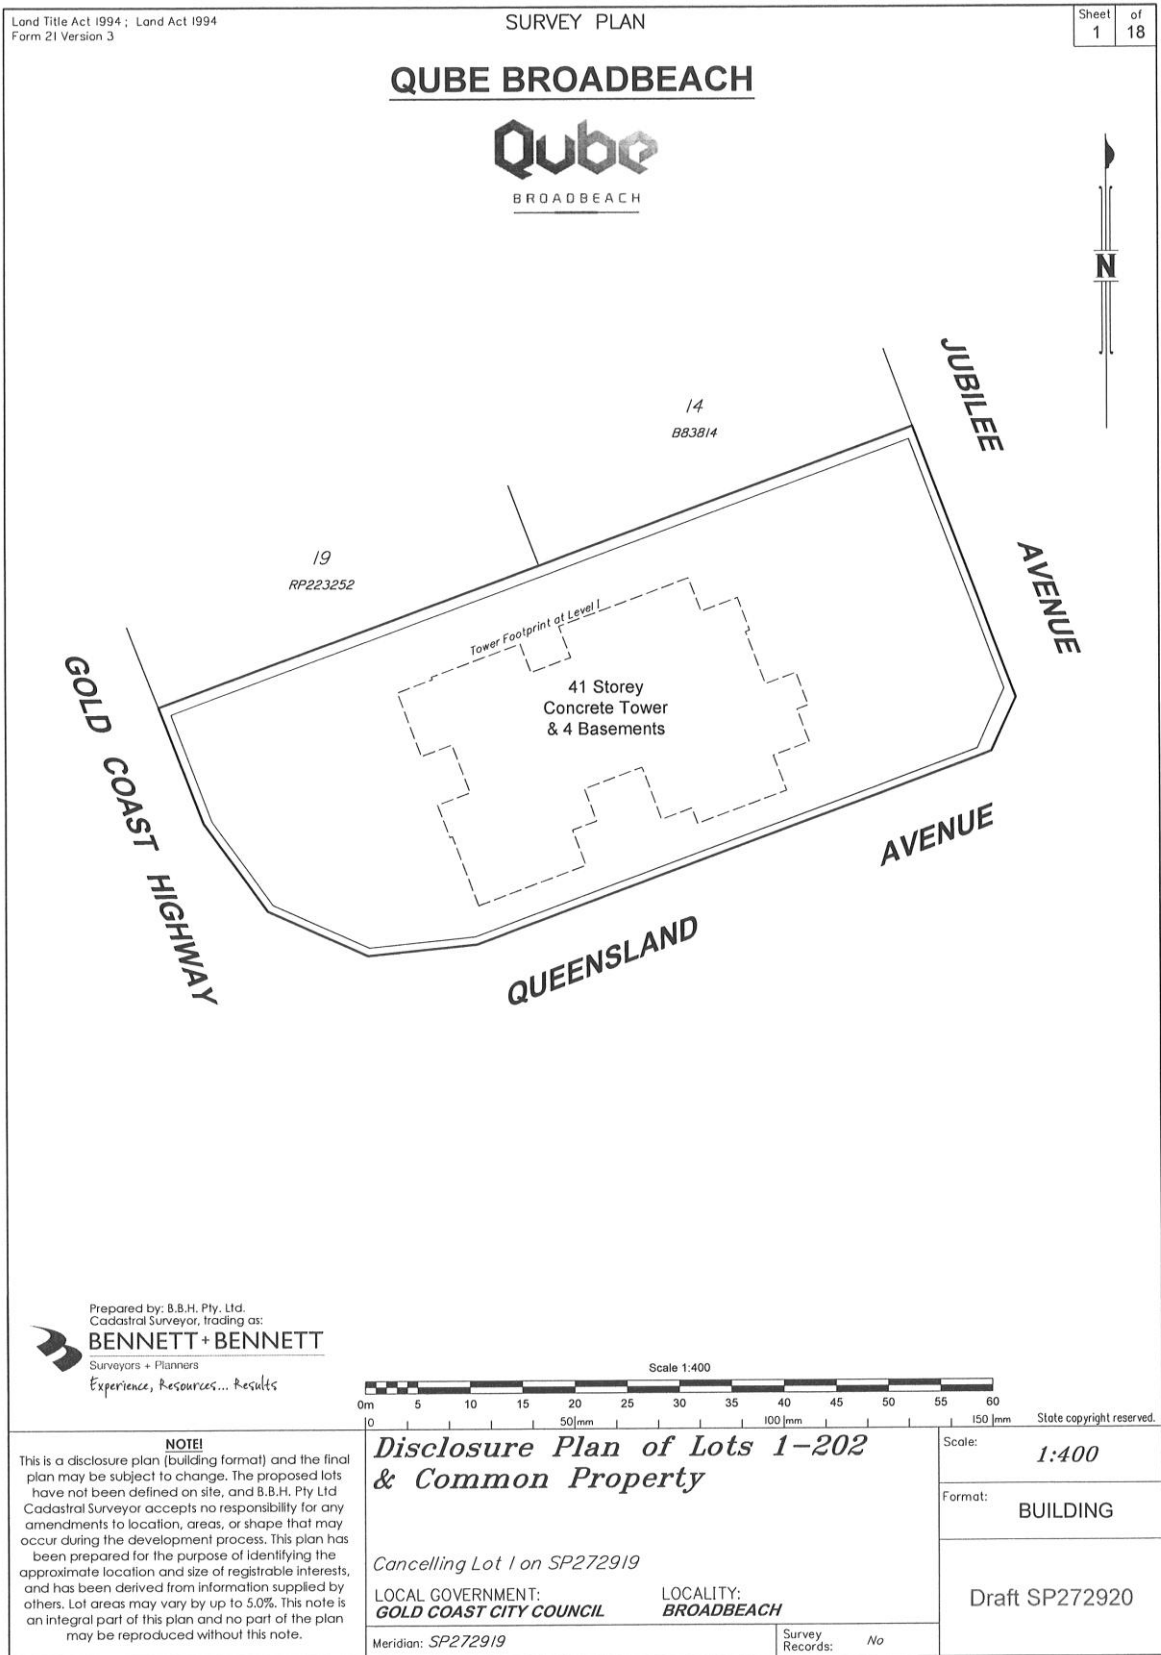 Land Title Act 1994 ; Land Act 1994
Form 21 Version 3
SURVEY PLAN
Sheet of
1 18
QUBE BROADBEACH
Qube
BROADBEACH
N
JUBILEE
AVENUE
14
B83814
19
RP223252
Tower Footprint at Level 1
41 Storey
Concrete Tower
& 4 Basements
GOLD COAST HIGHWAY
QUEENSLAND
AVENUE
Prepared by: B.B.H. Pty. Ltd.
Cadastral Surveyor, trading as:
BENNETT + BENNETT
Surveyors + Planners
Experience, Resources... Results
Scale 1:400
0m 5 10 15 20 25 30 35 40 45 50 55 60
0 50 mm 100 mm 150 mm
State copyright reserved.
NOTE!
This is a disclosure plan (building format) and the final
plan may be subject to change. The proposed lots
have not been defined on site, and B.B.H. Pty Ltd
Cadastral Surveyor accepts no responsibility for any
amendments to location, areas, or shape that may
occur during the development process. This plan has
been prepared for the purpose of identifying the
approximate location and size of registrable interests,
and has been derived from information supplied by
others. Lot areas may vary by up to 5.0%. This note is
an integral part of this plan and no part of the plan
may be reproduced without this note.
Disclosure Plan of Lots 1-202
& Common Property
Cancelling Lot 1 on SP272919
LOCAL GOVERNMENT:
GOLD COAST CITY COUNCIL
LOCALITY:
BROADBEACH
Meridian: SP272919
Survey
Records: No
Scale:
1:400
Format:
BUILDING
Draft SP272920